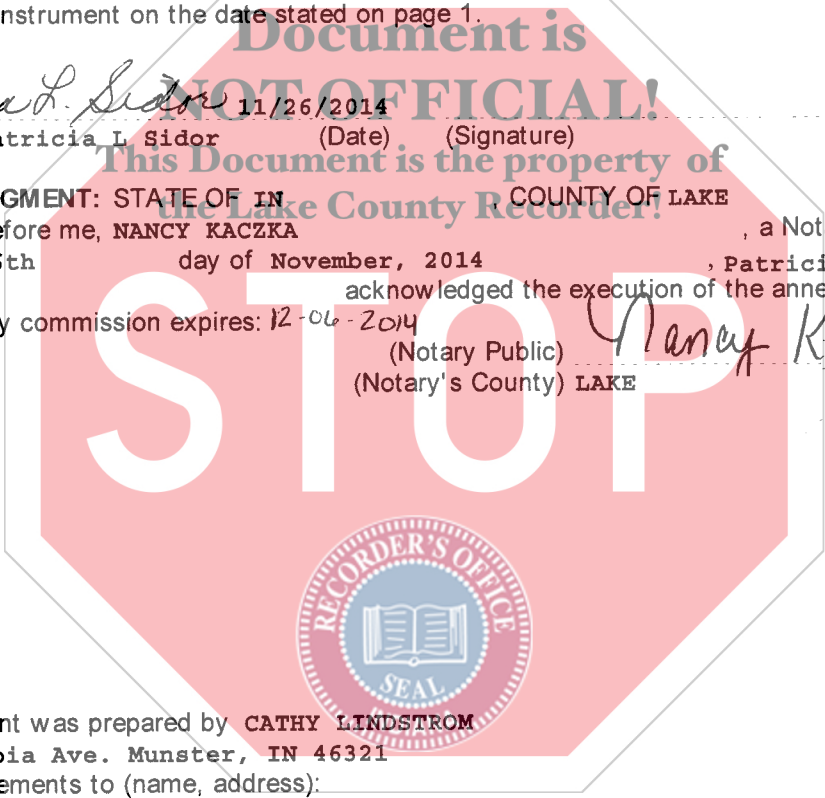 nstrument on the date stated on page 1.
Document is
NOT OFFICIAL!
L. Sidor 11/26/2014
tricia L Sidor (Date) (Signature)
This Document is the property of
the Lake County Recorder!
GMENT: STATE OF IN , COUNTY OF LAKE
efore me, NANCY KACZKA , a Not
th day of November, 2014 , Patrici
acknowledged the execution of the anne
y commission expires: 12-06-2014
(Notary Public) Nancy K
(Notary's County) LAKE
STOP
RECORDER'S OFFICE
SEAL
nt was prepared by CATHY LINDSTROM
bia Ave. Munster, IN 46321
ements to (name, address):